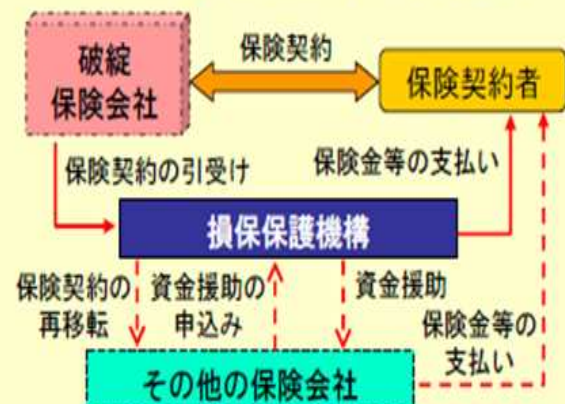 破綻
保険会社
保険契約
保険契約者
保険契約の引受け
保険金等の支払い
損保保護機構
保険契約の
再移転
資金援助の
申込み
資金援助
保険金等の
支払い
その他の保険会社